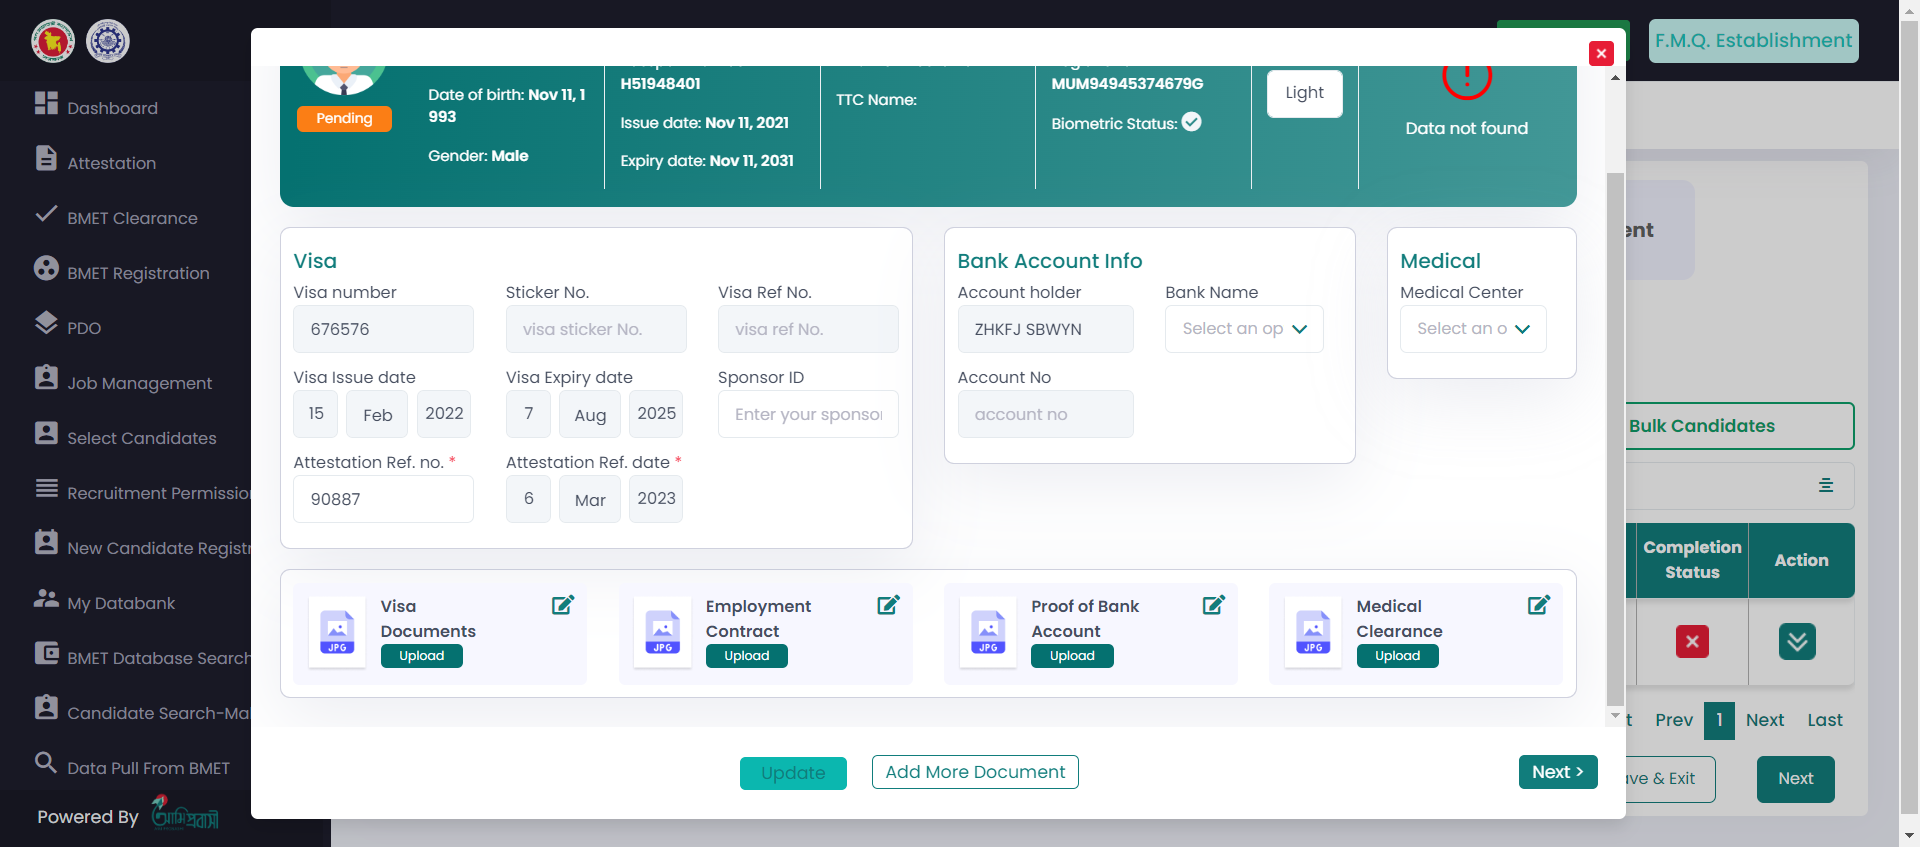 F.M.Q. Establishment
Dashboard
Attestation
BMET Clearance
BMET Registration
PDO
Job Management
Select Candidates
Recruitment Permission
New Candidate Registr
My Databank
BMET Database Search
Candidate Search-Mal
Data Pull From BMET
Powered By আমি প্রবাসী
Pending
Date of birth: Nov 11, 1
993
Gender: Male
H51948401
Issue date: Nov 11, 2021
Expiry date: Nov 11, 2031
TTC Name:
MUM94945374679G
Biometric Status:
Light
Data not found
Visa
Visa number
676576
Sticker No.
visa sticker No.
Visa Ref No.
visa ref No.
Visa Issue date
15 Feb 2022
Visa Expiry date
7 Aug 2025
Sponsor ID
Enter your sponsor
Attestation Ref. no. *
90887
Attestation Ref. date *
6 Mar 2023
Bank Account Info
Account holder
ZHKFJ SBWYN
Bank Name
Select an op
Account No
account no
Medical
Medical Center
Select an o
JPG
Visa
Documents
Upload
JPG
Employment
Contract
Upload
JPG
Proof of Bank
Account
Upload
JPG
Medical
Clearance
Upload
Update
Add More Document
Next >
ent
Bulk Candidates
Completion
Status
Action
t Prev 1 Next Last
ve & Exit
Next